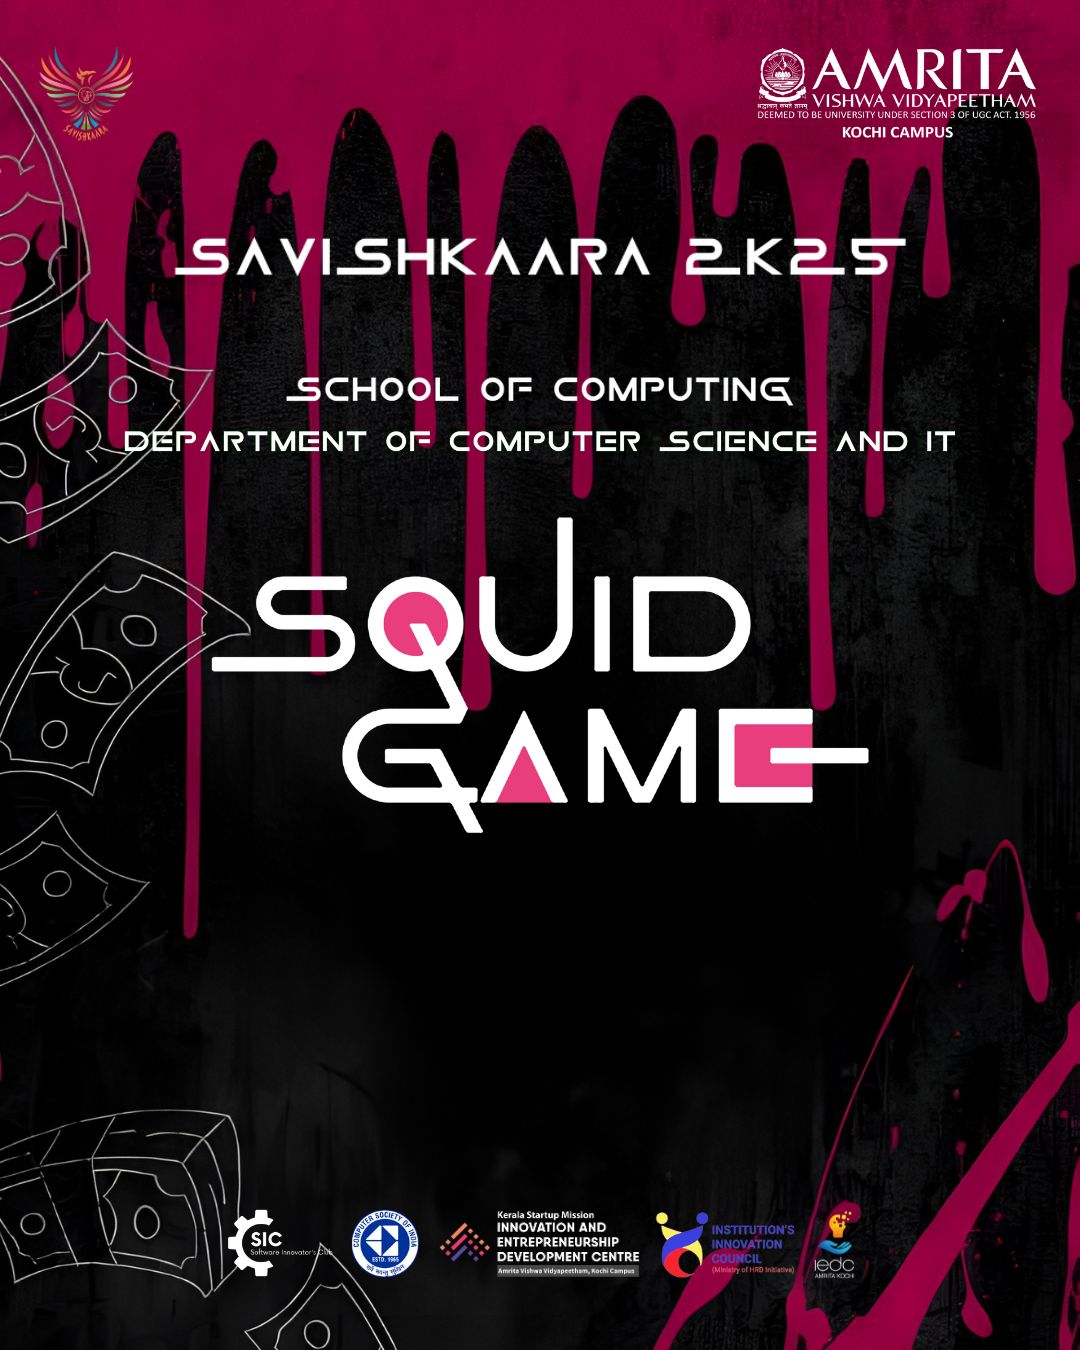 SAVISHKAARA
AMRITA
VISHWA VIDYAPEETHAM
DEEMED TO BE UNIVERSITY UNDER SECTION 3 OF UGC ACT. 1956
KOCHI CAMPUS
SAVISHKAARA 2K25
SCHOOL OF COMPUTING
DEPARTMENT OF COMPUTER SCIENCE AND IT
SQUID
GAME
SIC
Software Innovator's Club
COMPUTER SOCIETY OF INDIA
ESTD. 1965
Kerala Startup Mission
INNOVATION AND
ENTREPRENEURSHIP
DEVELOPMENT CENTRE
Amrita Vishwa Vidyapeetham, Kochi Campus
INSTITUTION'S
INNOVATION
COUNCIL
(Ministry of HRD Initiative)
iedc
AMRITA KOCHI